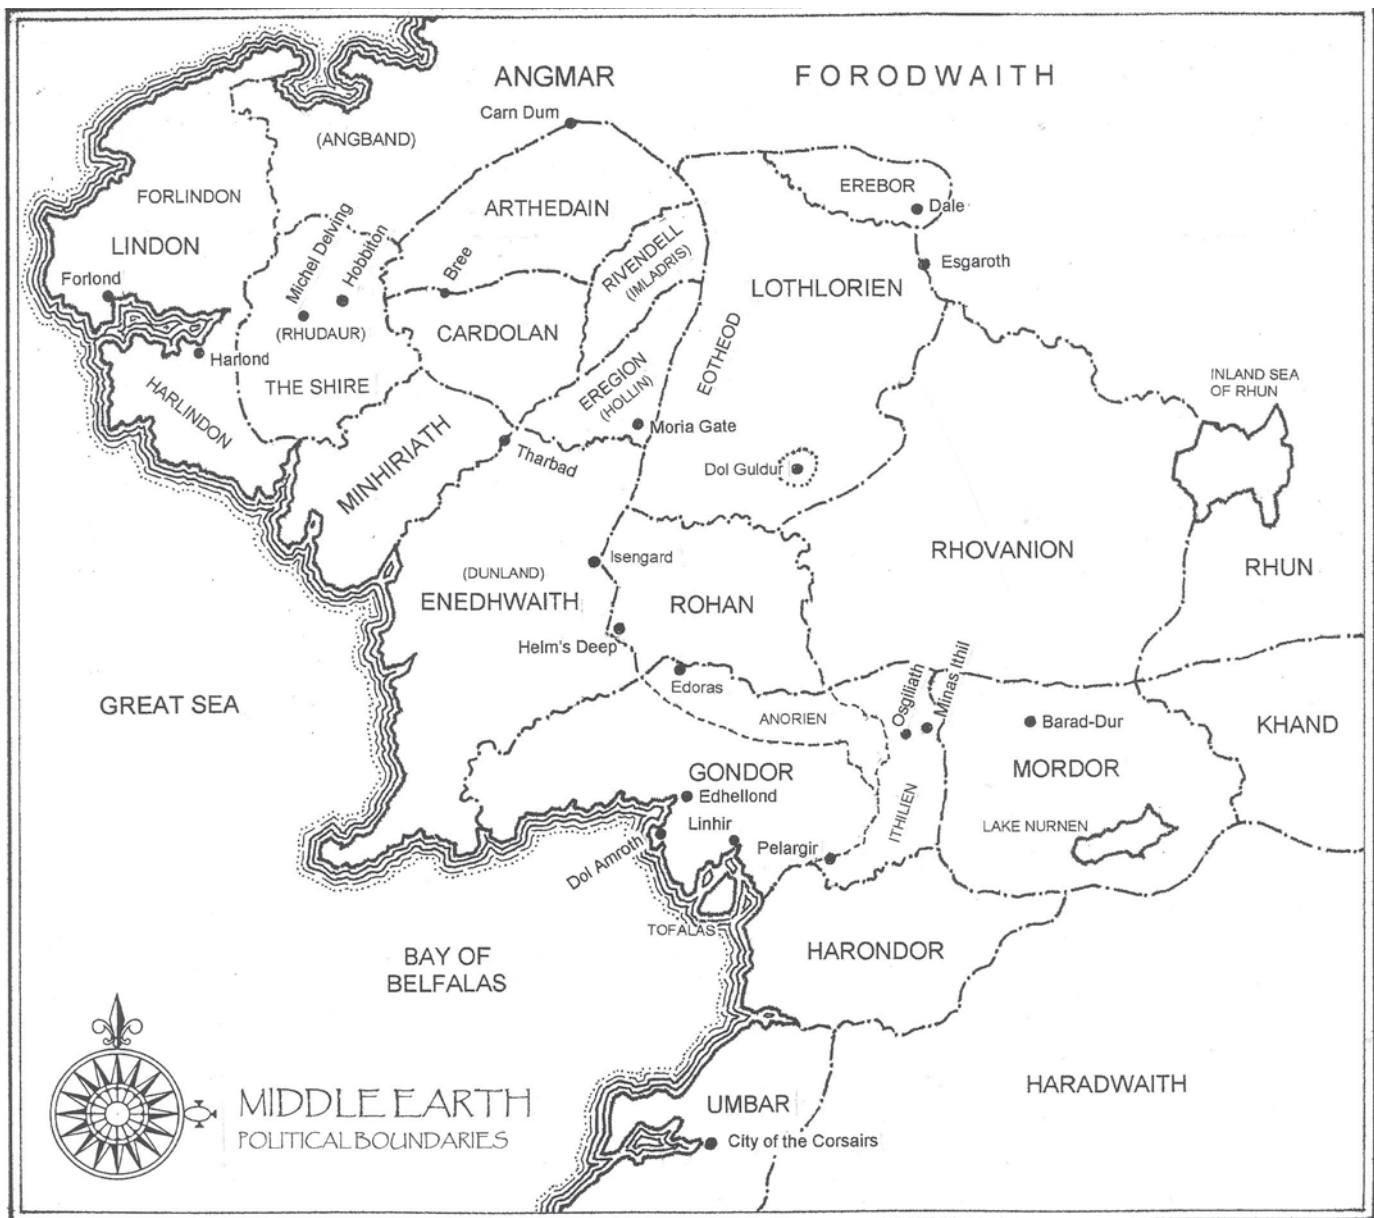 ANGMAR
FORODWAITH
Carn Dum
(ANGBAND)
FORLINDON
EREBOR
Dale
ARTHEDAIN
LINDON
Michel Delving
Hobbiton
Bree
RIVENDELL
(IMLADRIS)
Esgaroth
Forlond
LOTHLORIEN
(RHUDAUR)
CARDOLAN
EOTHEOD
Harlond
THE SHIRE
HARLINDON
EREGION
(HOLLIN)
INLAND SEA
OF RHUN
Moria Gate
MINHIRIATH
Tharbad
Dol Guldur
RHOVANION
Isengard
RHUN
(DUNLAND)
ENEDHWAITH
ROHAN
Helm's Deep
Edoras
Osgiliath
Minas Ithil
GREAT SEA
ANORIEN
Barad-Dur
KHAND
GONDOR
MORDOR
Edhellond
Linhir
ITHILIEN
LAKE NURNEN
Dol Amroth
Pelargir
TOFALAS
HARONDOR
BAY OF
BELFALAS
HARADWAITH
MIDDLE EARTH
POLITICAL BOUNDARIES
UMBAR
City of the Corsairs